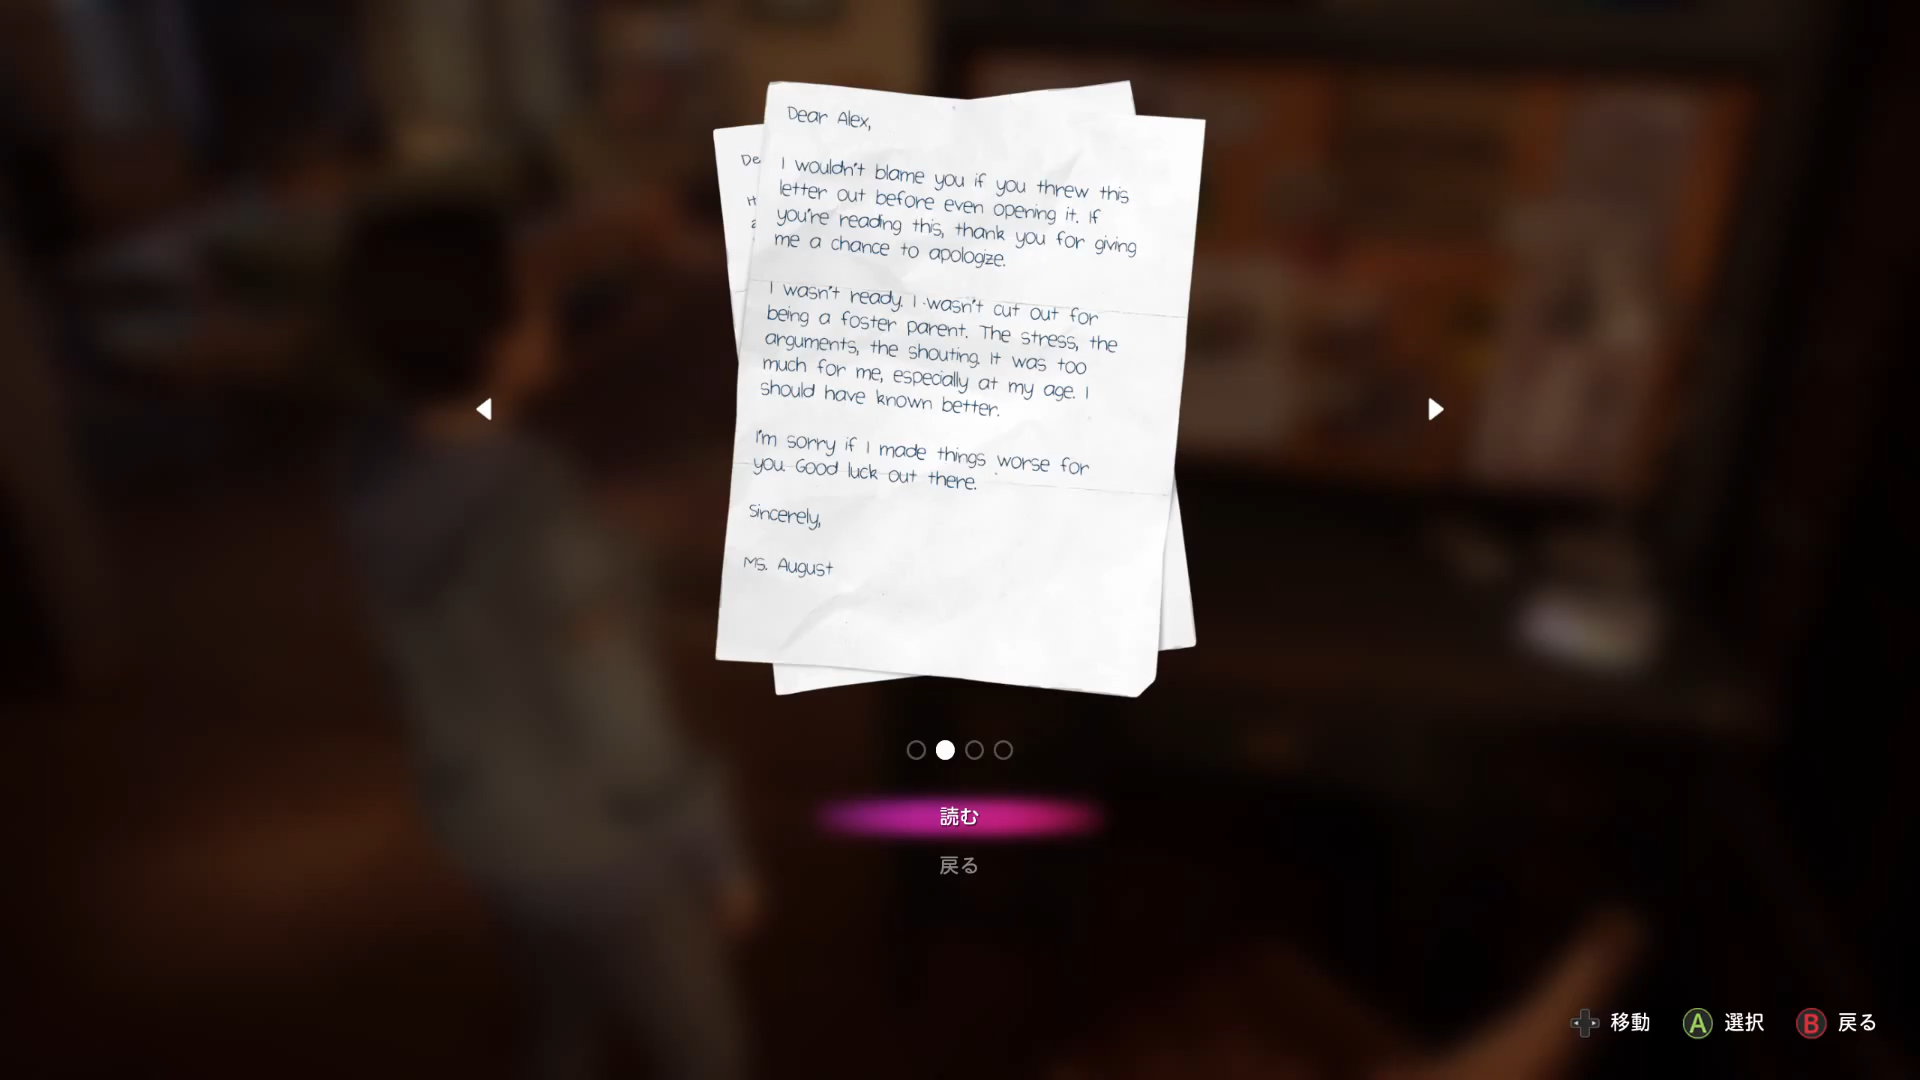 Dear Alex,
I wouldn't blame you if you threw this
letter out before even opening it. If
you're reading this, thank you for giving
me a chance to apologize.
I wasn't ready. I wasn't cut out for
being a foster parent. The stress, the
arguments, the shouting. It was too
much for me, especially at my age. I
should have known better.
I'm sorry if I made things worse for
you. Good luck out there.
Sincerely,
Ms. August
De
読む
戻る
移動
A 選択
B 戻る